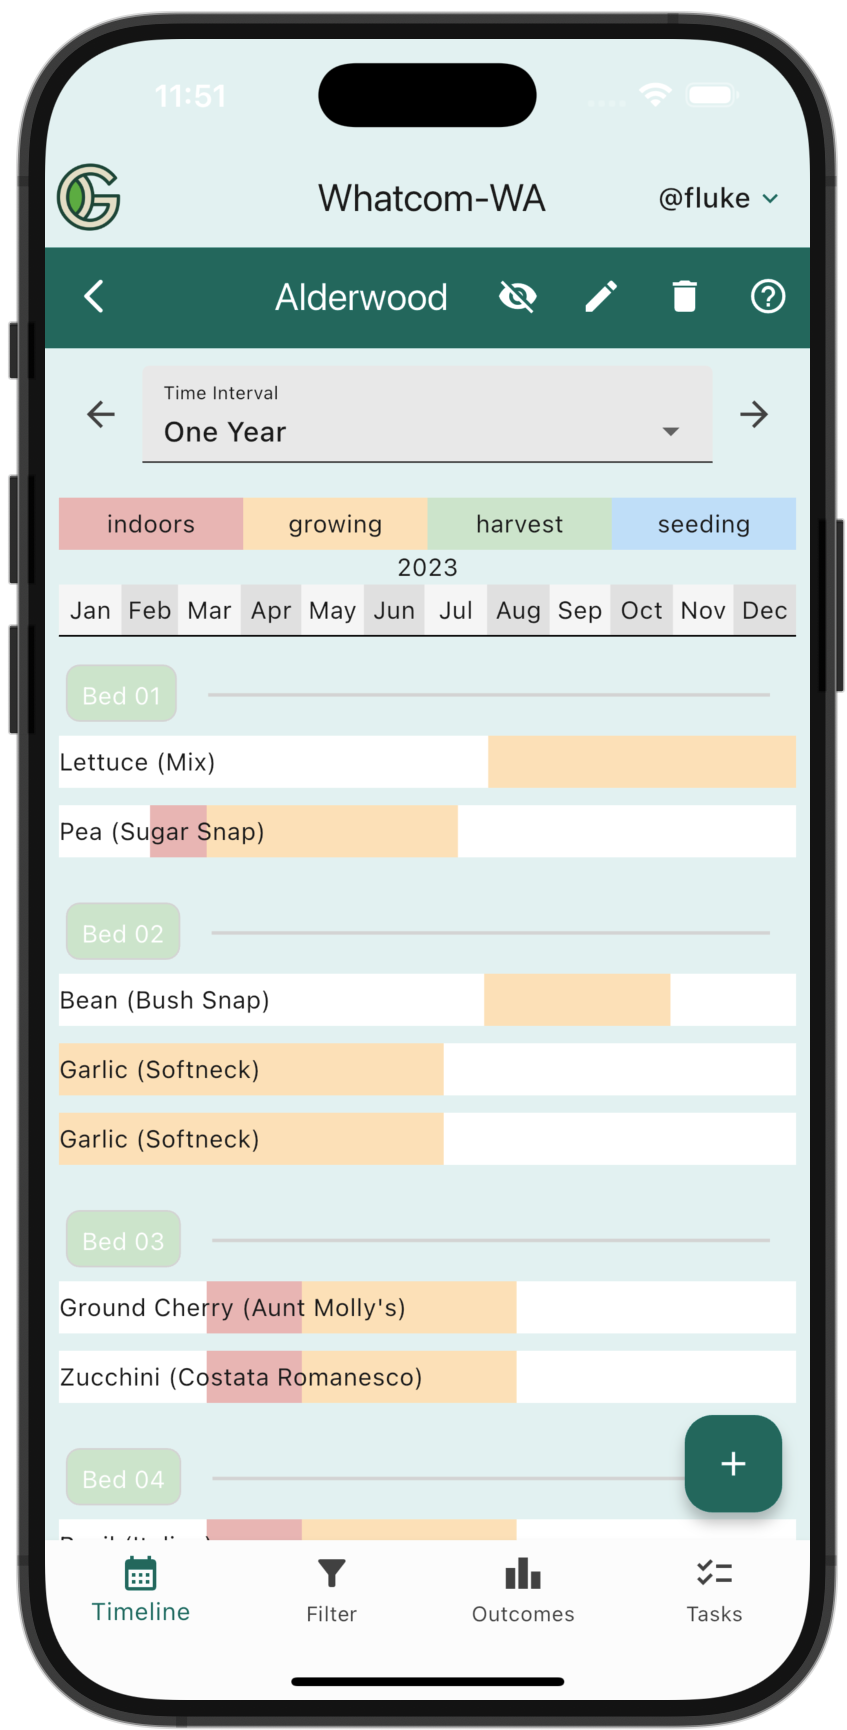 11:51
Whatcom-WA @fluke
Alderwood
Time Interval
One Year
indoors growing harvest seeding
2023
Jan Feb Mar Apr May Jun Jul Aug Sep Oct Nov Dec
Bed 01
Lettuce (Mix)
Pea (Sugar Snap)
Bed 02
Bean (Bush Snap)
Garlic (Softneck)
Garlic (Softneck)
Bed 03
Ground Cherry (Aunt Molly's)
Zucchini (Costata Romanesco)
Bed 04
Timeline Filter Outcomes Tasks